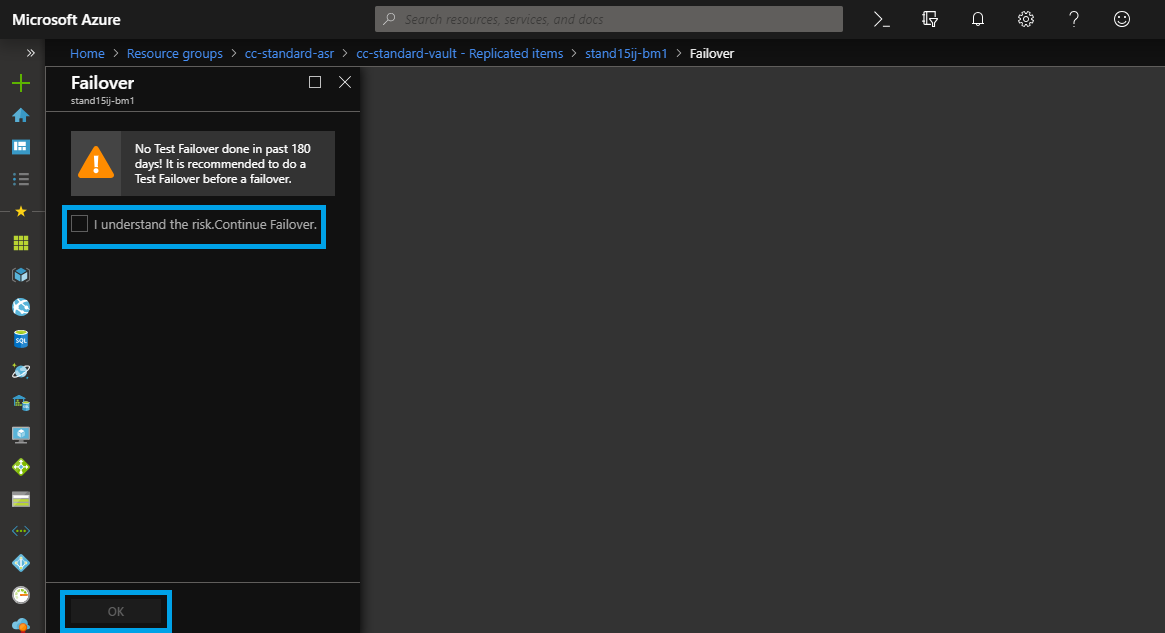 Microsoft Azure
Search resources, services, and docs
Home > Resource groups > cc-standard-asr > cc-standard-vault - Replicated items > stand15ij-bm1 > Failover
Failover
stand15ij-bm1
No Test Failover done in past 180
days! It is recommended to do a
Test Failover before a failover.
I understand the risk.Continue Failover.
SQL
OK